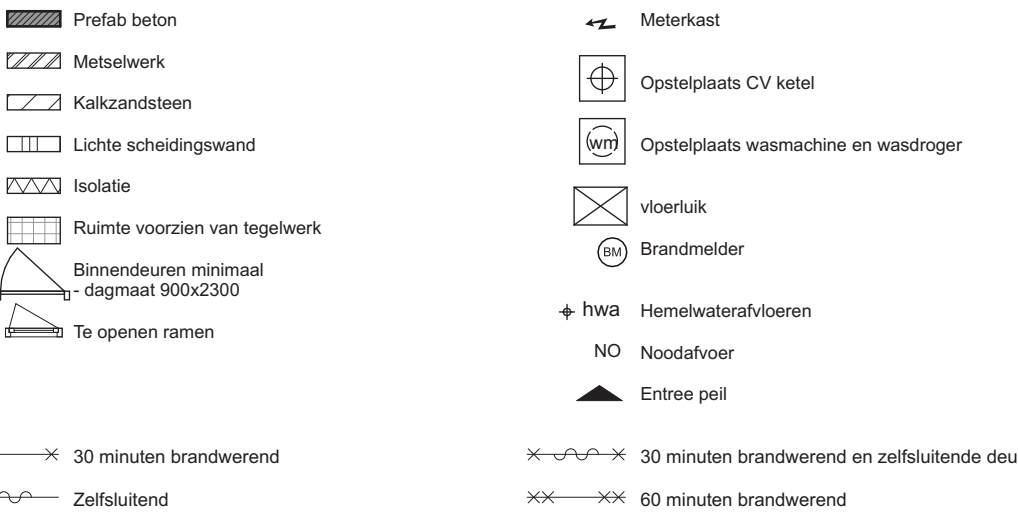 Prefab beton
Metselwerk
Kalkzandsteen
Lichte scheidingswand
Isolatie
Ruimte voorzien van tegelwerk
Binnendeuren minimaal
- dagmaat 900x2300
Te openen ramen
30 minuten brandwerend
Zelfsluitend
Meterkast
Opstelplaats CV ketel
wm Opstelplaats wasmachine en wasdroger
vloerluik
BM Brandmelder
hwa Hemelwaterafvloeren
NO Noodafvoer
Entree peil
30 minuten brandwerend en zelfsluitende deu
60 minuten brandwerend